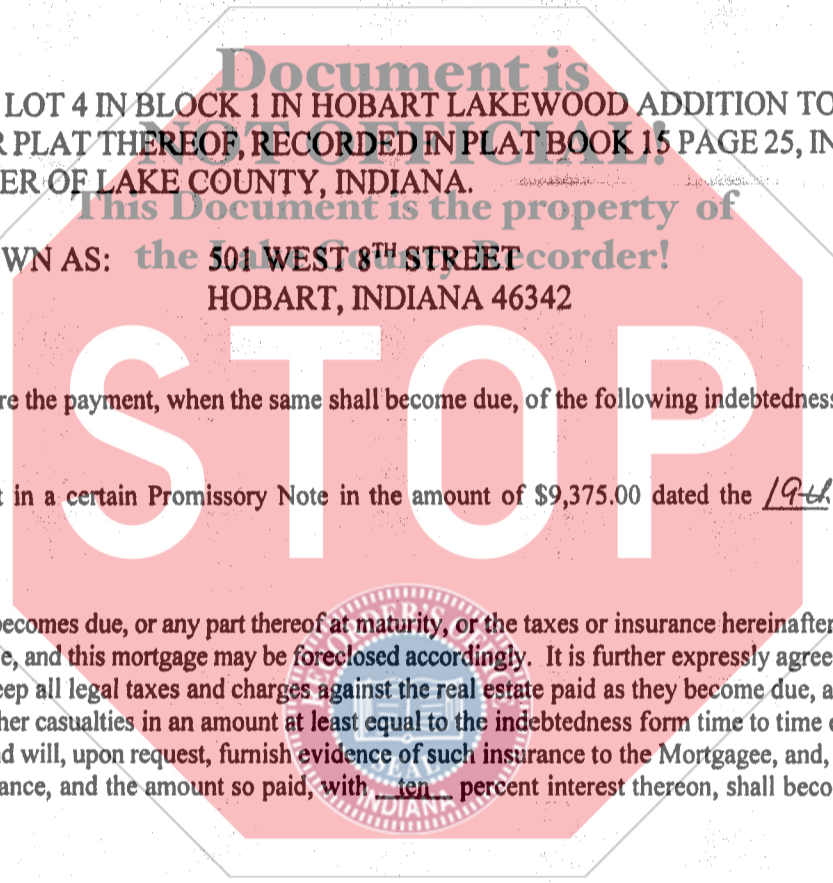 Document is
LOT 4 IN BLOCK 1 IN HOBART LAKEWOOD ADDITION TO
NOT OFFICIAL!
R PLAT THEREOF, RECORDED IN PLAT BOOK 15 PAGE 25, IN
ER OF LAKE COUNTY, INDIANA.
This Document is the property of
the Lake County Recorder!
WN AS: 501 WEST 8TH STREET
HOBART, INDIANA 46342
STOP
re the payment, when the same shall become due, of the following indebtedness
t in a certain Promissory Note in the amount of $9,375.00 dated the 19th
becomes due, or any part thereof at maturity, or the taxes or insurance hereinafter
e, and this mortgage may be foreclosed accordingly. It is further expressly agree
eep all legal taxes and charges against the real estate paid as they become due, a
her casualties in an amount at least equal to the indebtedness form time to time
d will, upon request, furnish evidence of such insurance to the Mortgagee, and,
ance, and the amount so paid, with ten percent interest thereon, shall beco
RECORDER'S OFFICE
SEAL
INDIANA